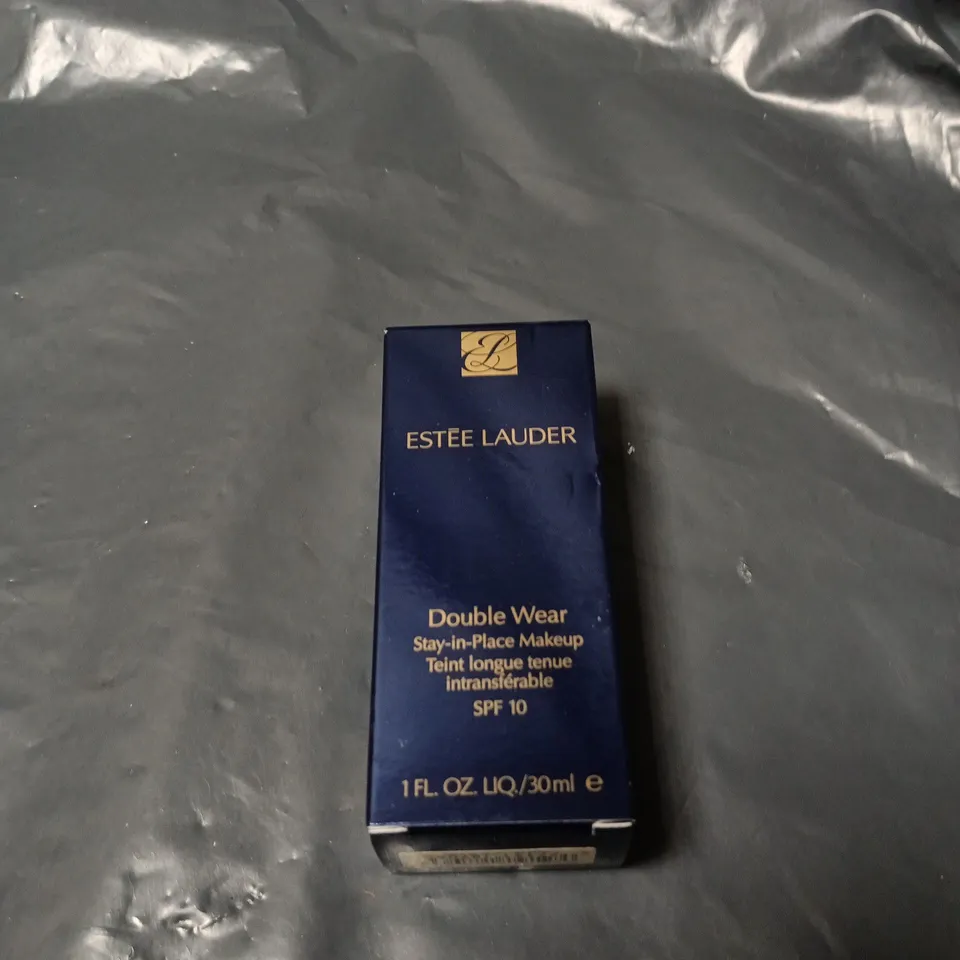 ESTĒE LAUDER
Double Wear
Stay-in-Place Makeup
Teint longue tenue
intransférable
SPF 10
1 FL. OZ. LIQ./30ml e